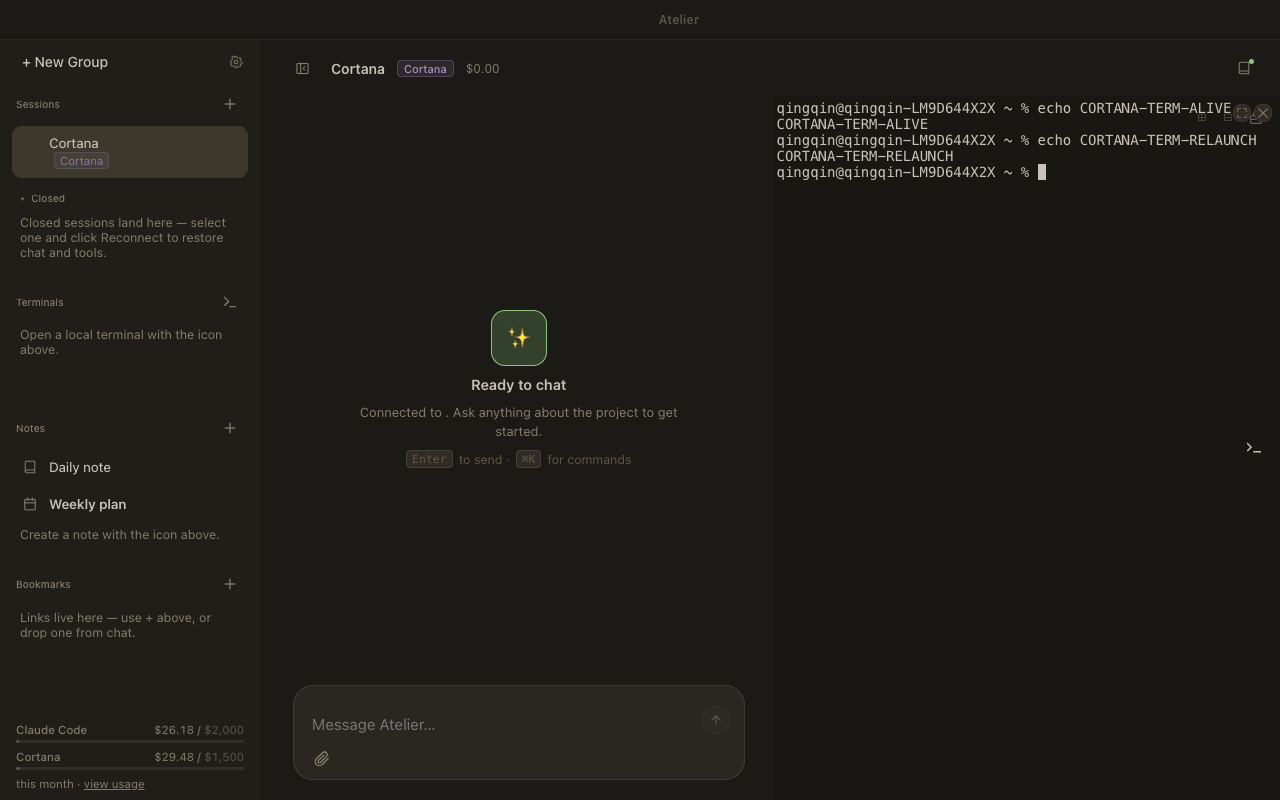 Atelier
+ New Group
Sessions
Cortana
Cortana
Closed
Closed sessions land here — select
one and click Reconnect to restore
chat and tools.
Terminals
Open a local terminal with the icon
above.
Notes
Daily note
Weekly plan
Create a note with the icon above.
Bookmarks
Links live here — use + above, or
drop one from chat.
Claude Code $26.18 / $2,000
Cortana $29.48 / $1,500
this month · view usage
Cortana Cortana $0.00
Ready to chat
Connected to . Ask anything about the project to get
started.
Enter to send · ⌘K for commands
Message Atelier...
qingqin@qingqin-LM9D644X2X ~ % echo CORTANA-TERM-ALIVE
CORTANA-TERM-ALIVE
qingqin@qingqin-LM9D644X2X ~ % echo CORTANA-TERM-RELAUNCH
CORTANA-TERM-RELAUNCH
qingqin@qingqin-LM9D644X2X ~ %